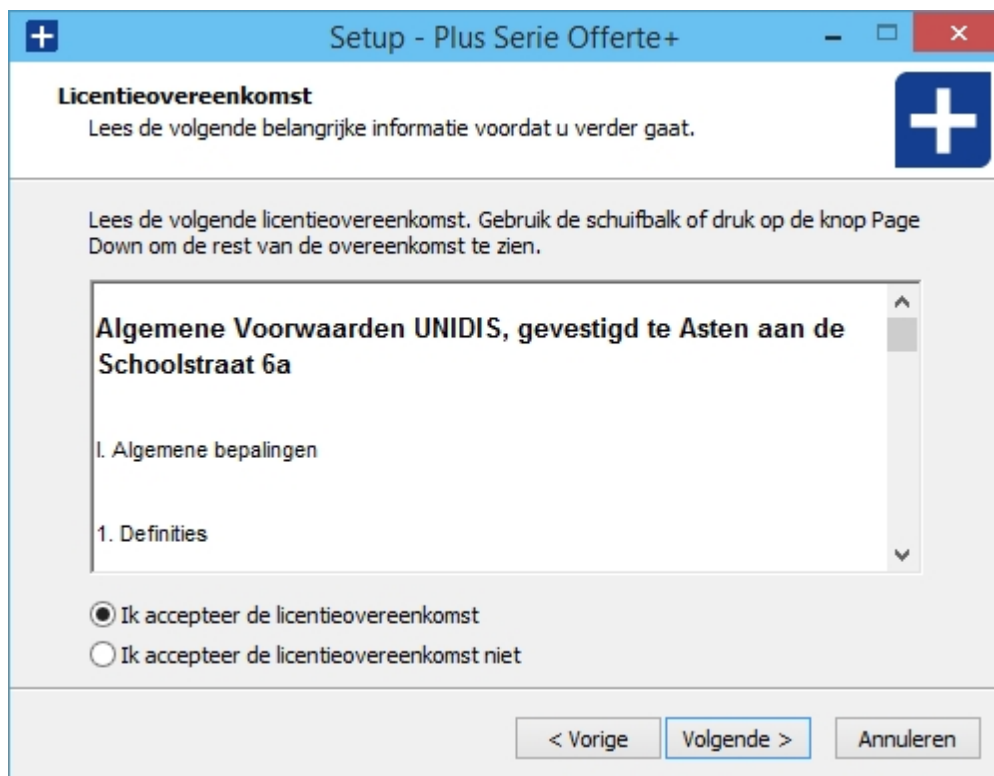 Setup - Plus Serie Offerte+
Licentieovereenkomst
Lees de volgende belangrijke informatie voordat u verder gaat.
Lees de volgende licentieovereenkomst. Gebruik de schuifbalk of druk op de knop Page
Down om de rest van de overeenkomst te zien.
Algemene Voorwaarden UNIDIS, gevestigd te Asten aan de
Schoolstraat 6a
I. Algemene bepalingen
1. Definities
Ik accepteer de licentieovereenkomst
Ik accepteer de licentieovereenkomst niet
< Vorige
Volgende >
Annuleren